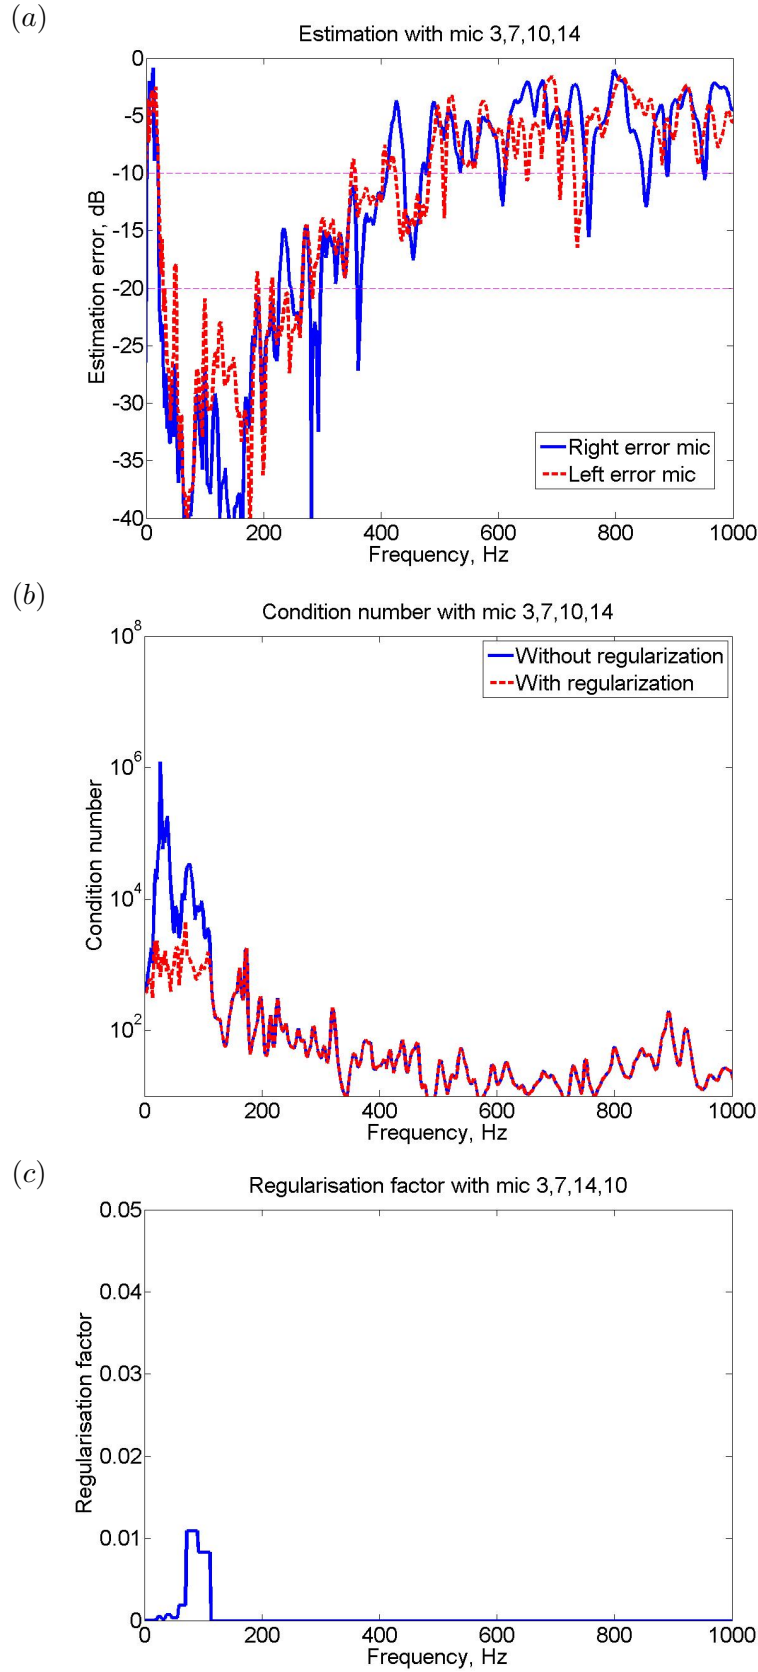 (a)
Estimation with mic 3,7,10,14
Estimation error, dB
0
-5
-10
-15
-20
-25
-30
-35
-40
Right error mic
Left error mic
0 200 400 600 800 1000
Frequency, Hz
(b)
Condition number with mic 3,7,10,14
Condition number
10^8
10^6
10^4
10^2
Without regularization
With regularization
0 200 400 600 800 1000
Frequency, Hz
(c)
Regularisation factor with mic 3,7,14,10
Regularisation factor
0.05
0.04
0.03
0.02
0.01
0
0 200 400 600 800 1000
Frequency, Hz